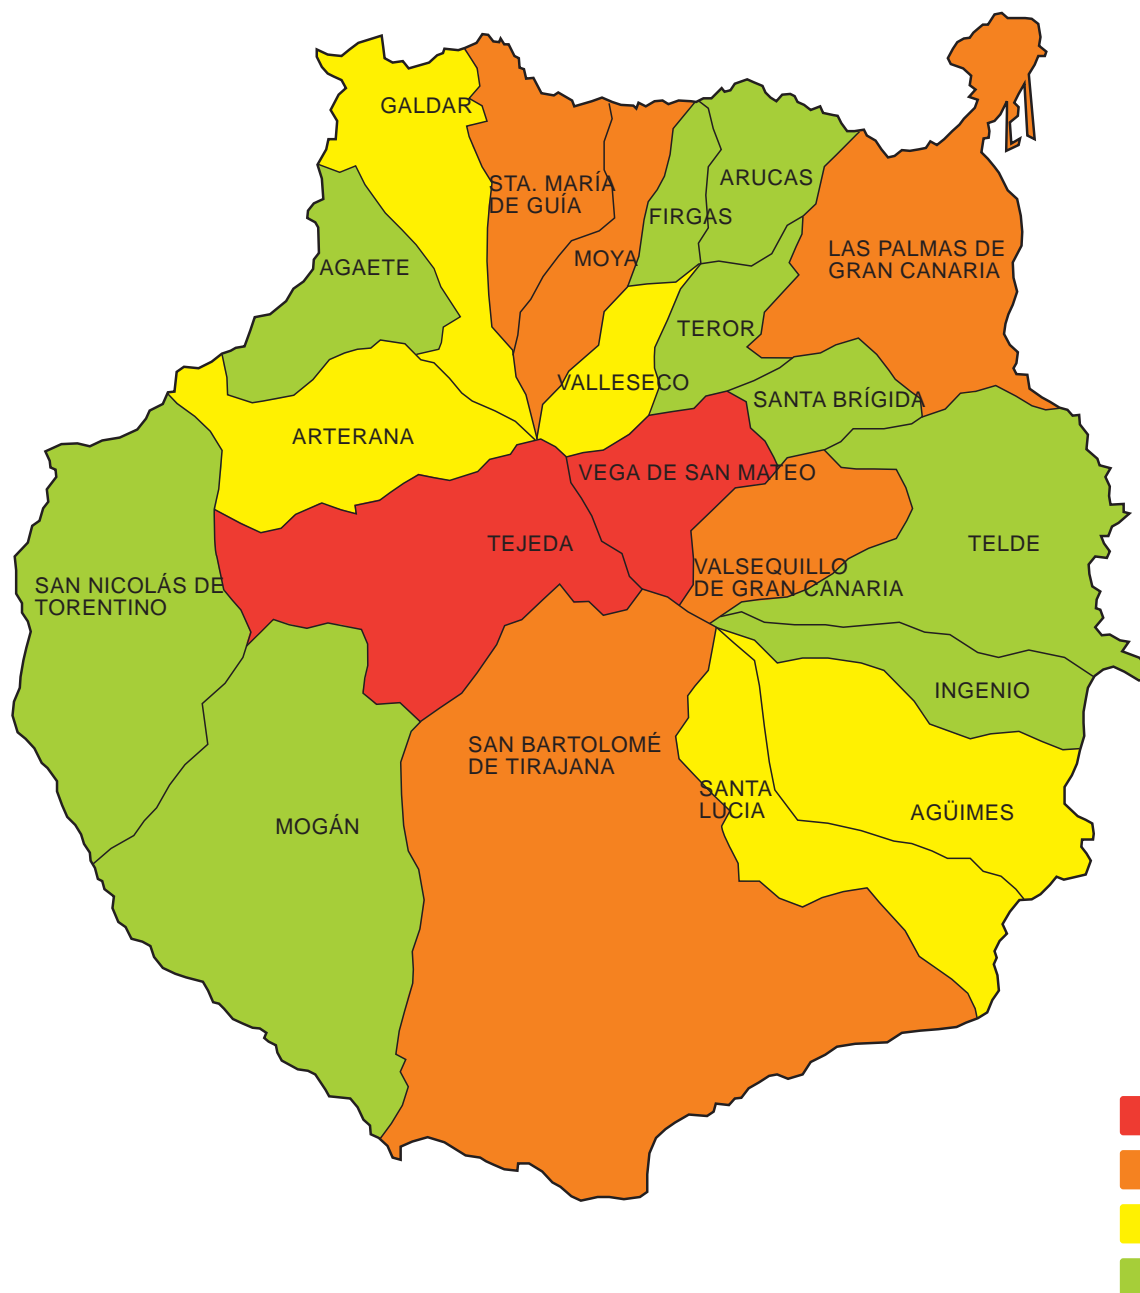 GALDAR
STA. MARÍA
DE GUÍA
ARUCAS
FIRGAS
MOYA
LAS PALMAS DE
GRAN CANARIA
AGAETE
TEROR
VALLESECO
SANTA BRÍGIDA
ARTERANA
VEGA DE SAN MATEO
TEJEDA
TELDE
VALSEQUILLO
DE GRAN CANARIA
SAN NICOLÁS DE
TORENTINO
INGENIO
SAN BARTOLOMÉ
DE TIRAJANA
SANTA
LUCIA
AGÜIMES
MOGÁN